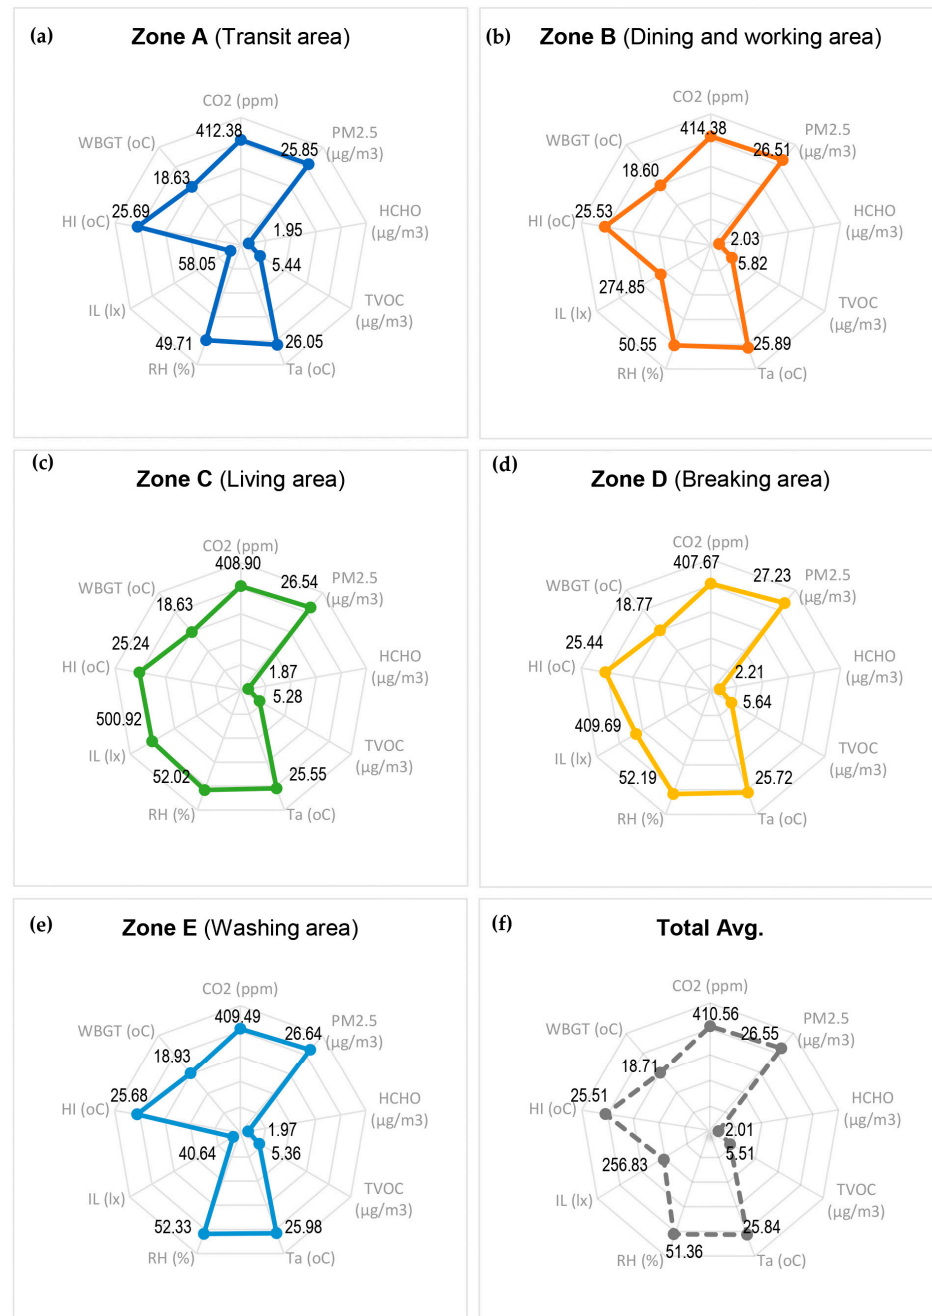 (a)
Zone A (Transit area)
CO2 (ppm)
412.38
PM2.5
(µg/m3)
25.85
HCHO
(µg/m3)
1.95
TVOC
(µg/m3)
5.44
Ta (oC)
26.05
RH (%)
49.71
IL (lx)
58.05
HI (oC)
25.69
WBGT (oC)
18.63
(b)
Zone B (Dining and working area)
CO2 (ppm)
414.38
PM2.5
(µg/m3)
26.51
HCHO
(µg/m3)
2.03
TVOC
(µg/m3)
5.82
Ta (oC)
25.89
RH (%)
50.55
IL (lx)
274.85
HI (oC)
25.53
WBGT (oC)
18.60
(c)
Zone C (Living area)
CO2 (ppm)
408.90
PM2.5
(µg/m3)
26.54
HCHO
(µg/m3)
1.87
TVOC
(µg/m3)
5.28
Ta (oC)
25.55
RH (%)
52.02
IL (lx)
500.92
HI (oC)
25.24
WBGT (oC)
18.63
(d)
Zone D (Breaking area)
CO2 (ppm)
407.67
PM2.5
(µg/m3)
27.23
HCHO
(µg/m3)
2.21
TVOC
(µg/m3)
5.64
Ta (oC)
25.72
RH (%)
52.19
IL (lx)
409.69
HI (oC)
25.44
WBGT (oC)
18.77
(e)
Zone E (Washing area)
CO2 (ppm)
409.49
PM2.5
(µg/m3)
26.64
HCHO
(µg/m3)
1.97
TVOC
(µg/m3)
5.36
Ta (oC)
25.98
RH (%)
52.33
IL (lx)
40.64
HI (oC)
25.68
WBGT (oC)
18.93
(f)
Total Avg.
CO2 (ppm)
410.56
PM2.5
(µg/m3)
26.55
HCHO
(µg/m3)
2.01
TVOC
(µg/m3)
5.51
Ta (oC)
25.84
RH (%)
51.36
IL (lx)
256.83
HI (oC)
25.51
WBGT (oC)
18.71